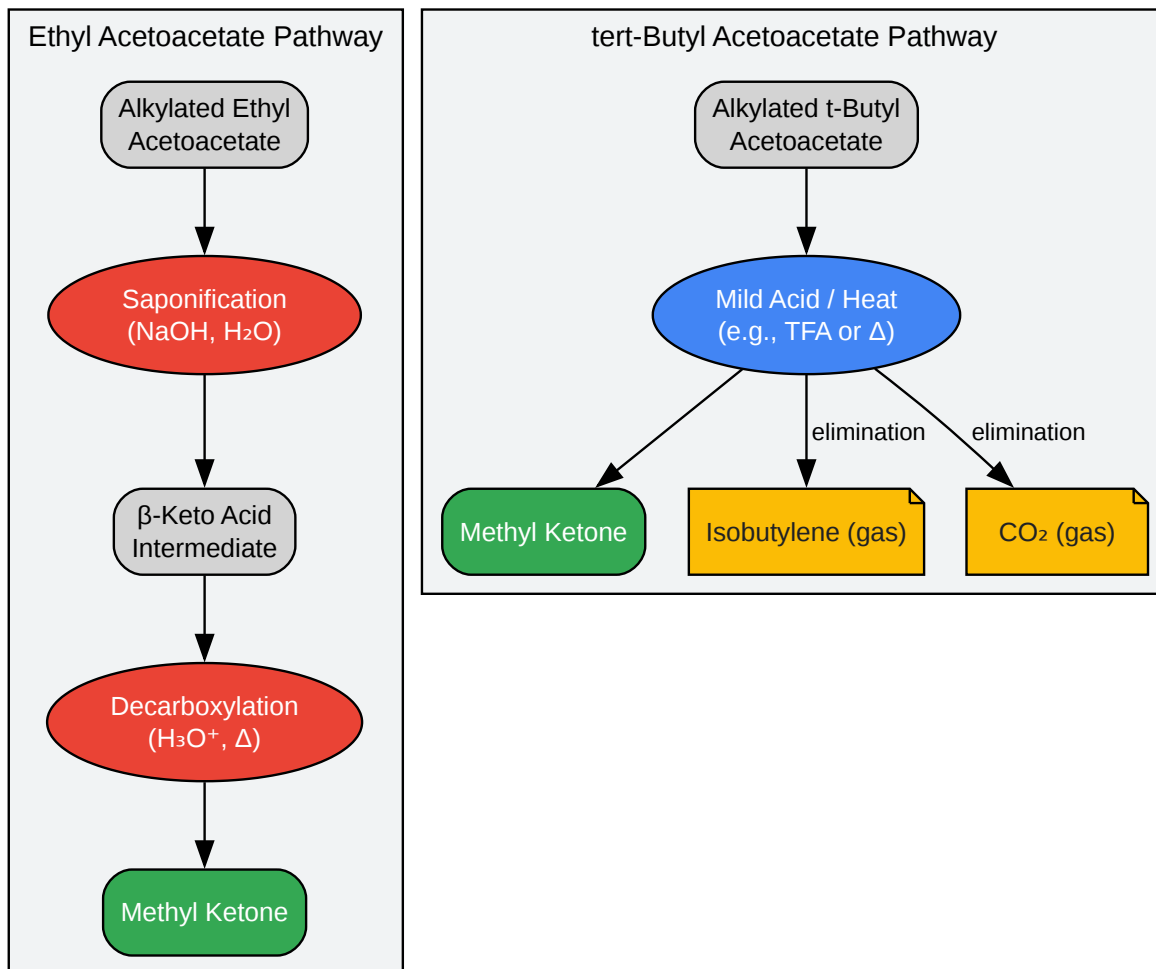 Ethyl Acetoacetate Pathway
Alkylated Ethyl
Acetoacetate
Saponification
(NaOH, H₂O)
β-Keto Acid
Intermediate
Decarboxylation
(H₃O⁺, Δ)
Methyl Ketone
tert-Butyl Acetoacetate Pathway
Alkylated t-Butyl
Acetoacetate
Mild Acid / Heat
(e.g., TFA or Δ)
elimination
elimination
Methyl Ketone
Isobutylene (gas)
CO₂ (gas)